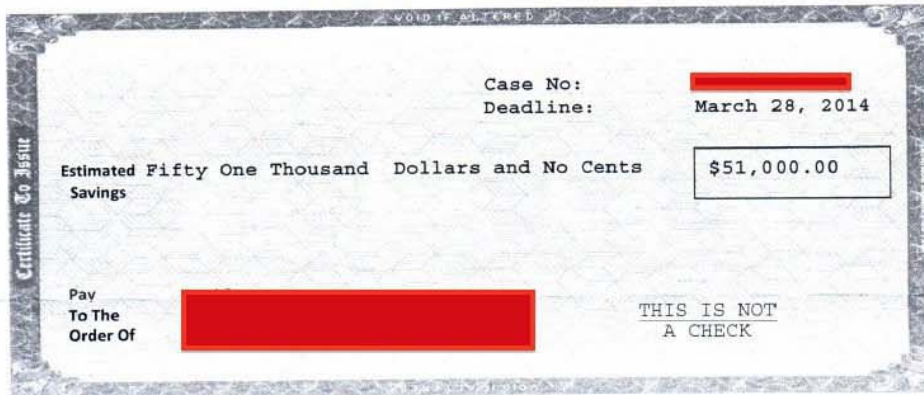 VOID IF ALTERED
Case No:
Deadline: March 28, 2014
Certificate To Issue
Estimated Fifty One Thousand Dollars and No Cents $51,000.00
Savings
Pay
To The
Order Of
THIS IS NOT
A CHECK